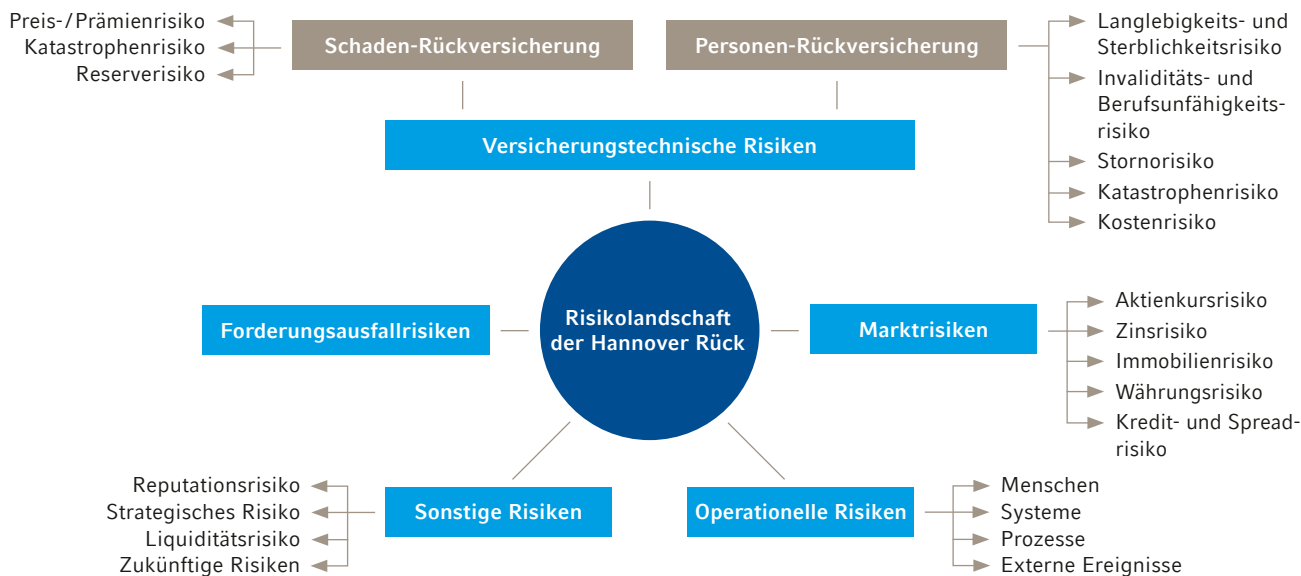 Preis-/Prämienrisiko
Katastrophenrisiko
Reserverisiko
Schaden-Rückversicherung
Personen-Rückversicherung
Langlebigkeits- und
Sterblichkeitsrisiko
Invaliditäts- und
Berufsunfähigkeits-
risiko
Stornorisiko
Katastrophenrisiko
Kostenrisiko
Versicherungstechnische Risiken
Forderungsausfallrisiken
Risikolandschaft
der Hannover Rück
Marktrisiken
Aktienkursrisiko
Zinsrisiko
Immobilienrisiko
Währungsrisiko
Kredit- und Spread-
risiko
Reputationsrisiko
Strategisches Risiko
Liquiditätsrisiko
Zukünftige Risiken
Sonstige Risiken
Operationelle Risiken
Menschen
Systeme
Prozesse
Externe Ereignisse